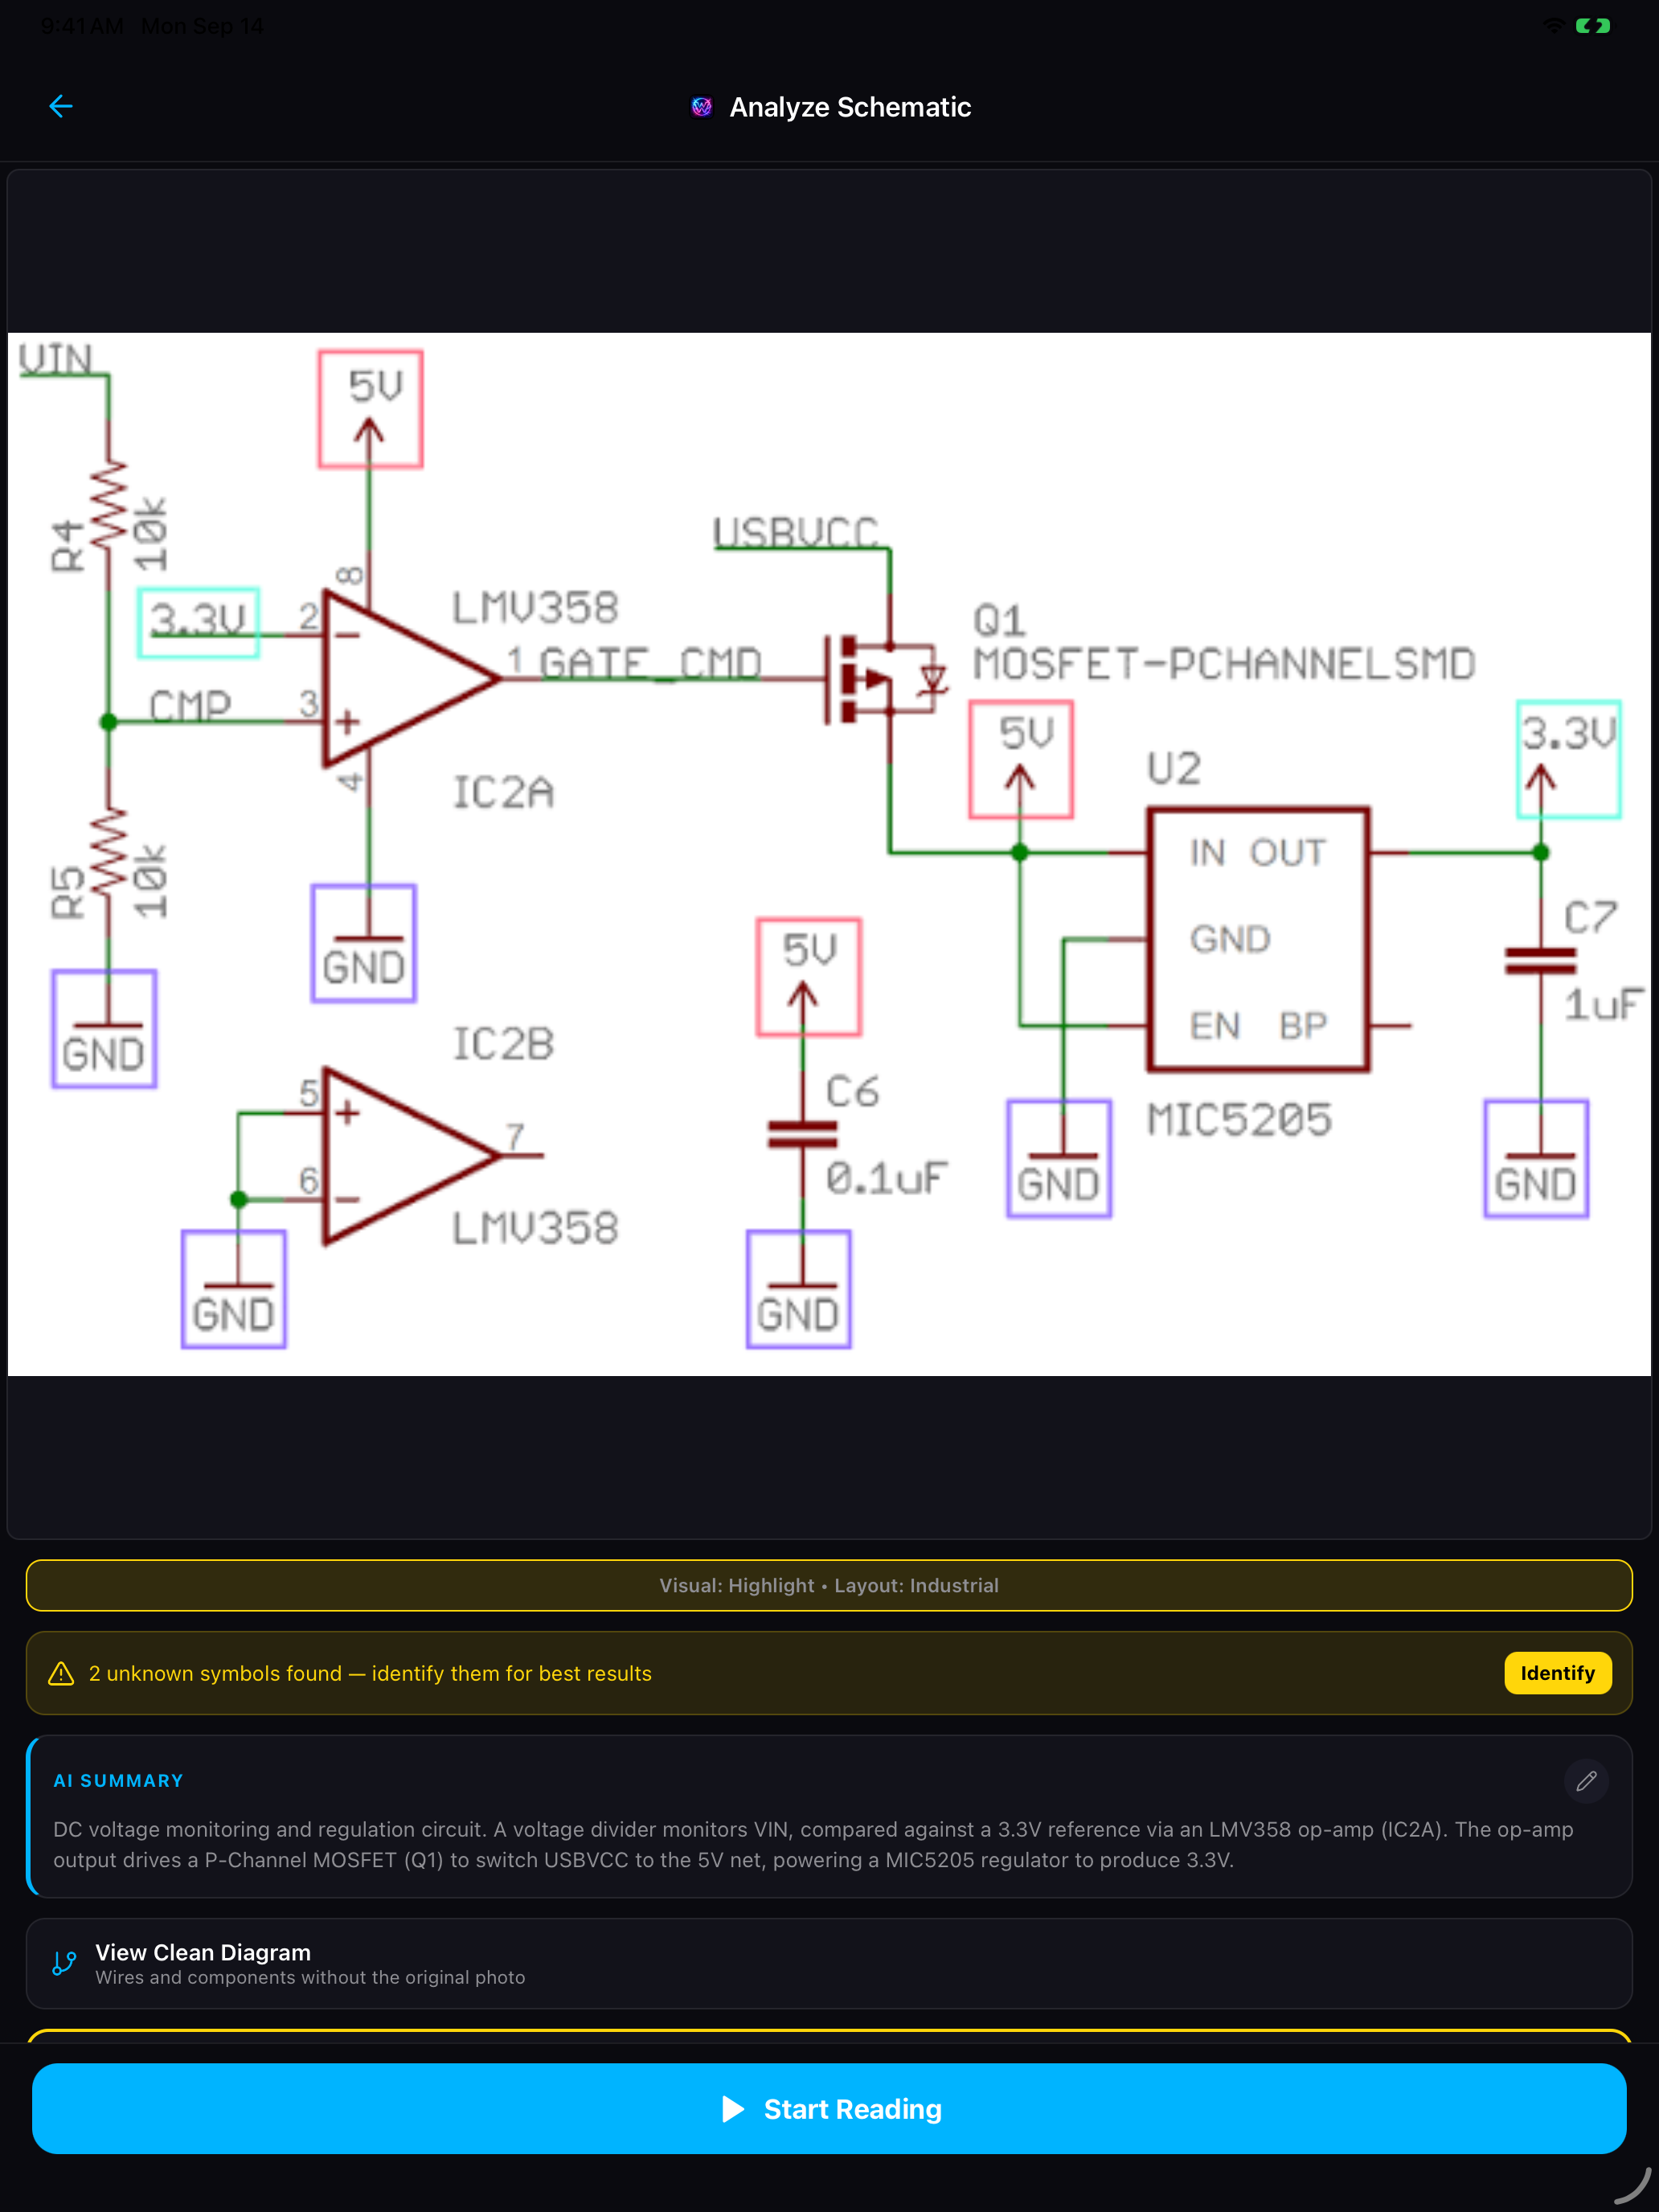 9:41 AM Mon Sep 14
Analyze Schematic
VIN
5V
R4
10k
8
3.3V
2
LMV358
1
GATE_CMD
CMP
3
4
IC2A
R5
10k
GND
GND
USBVCC
Q1
MOSFET-PCHANNELSMD
5V
U2
3.3V
IN OUT
GND
EN BP
MIC5205
C7
1uF
GND
GND
5V
C6
0.1uF
GND
IC2B
5
7
6
LMV358
GND
Visual: Highlight • Layout: Industrial
2 unknown symbols found — identify them for best results
Identify
AI SUMMARY
DC voltage monitoring and regulation circuit. A voltage divider monitors VIN, compared against a 3.3V reference via an LMV358 op-amp (IC2A). The op-amp
output drives a P-Channel MOSFET (Q1) to switch USBVCC to the 5V net, powering a MIC5205 regulator to produce 3.3V.
View Clean Diagram
Wires and components without the original photo
Start Reading